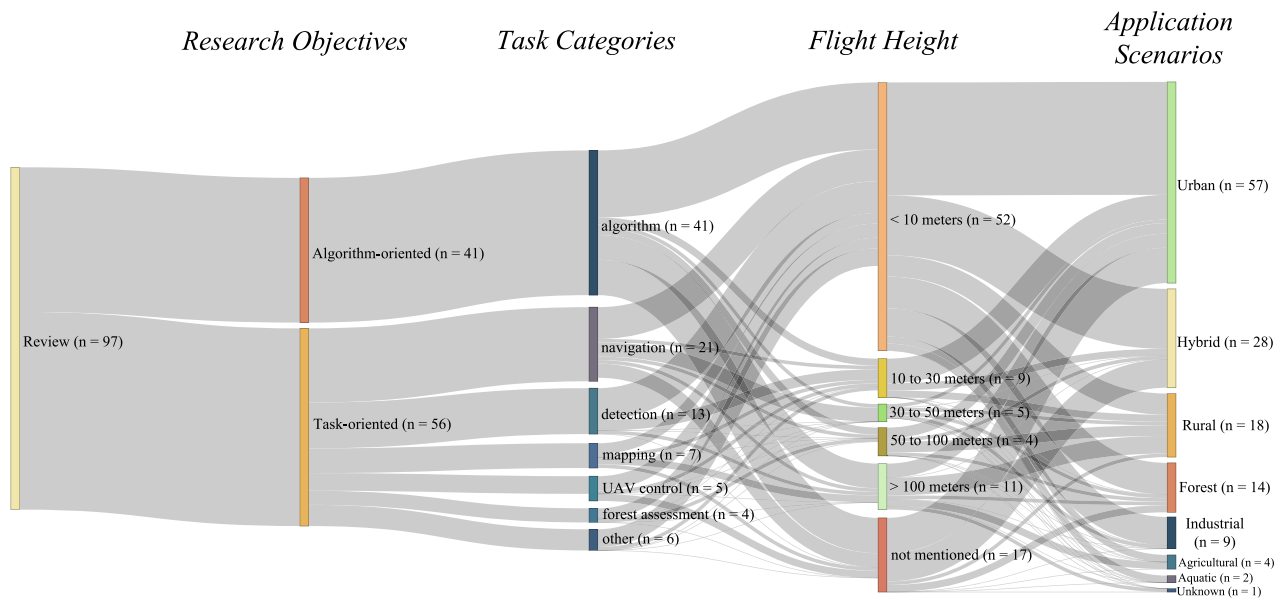 Research Objectives
Task Categories
Flight Height
Application
Scenarios
Review (n = 97)
Algorithm-oriented (n = 41)
Task-oriented (n = 56)
algorithm (n = 41)
navigation (n = 21)
detection (n = 13)
mapping (n = 7)
UAV control (n = 5)
forest assessment (n = 4)
other (n = 6)
< 10 meters (n = 52)
10 to 30 meters (n = 9)
30 to 50 meters (n = 5)
50 to 100 meters (n = 4)
> 100 meters (n = 11)
not mentioned (n = 17)
Urban (n = 57)
Hybrid (n = 28)
Rural (n = 18)
Forest (n = 14)
Industrial
(n = 9)
Agricultural (n = 4)
Aquatic (n = 2)
Unknown (n = 1)